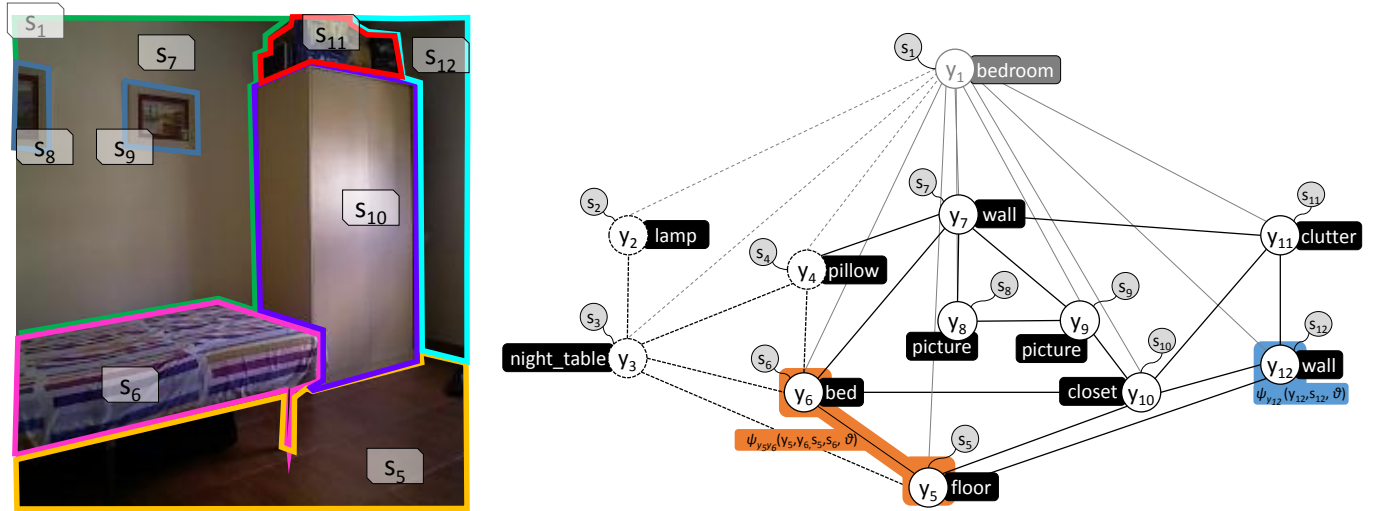 s1
s7
s11
s12
s8
s9
s10
s6
s5
s1
y1 bedroom
s2
y2 lamp
s7
y7 wall
s11
y11 clutter
s4
y4 pillow
s3
night_table y3
s8
y8
picture
s9
y9
picture
s10
closet y10
s12
y12 wall
ψy12(y12,s12, ϑ)
s6
y6 bed
ψy5y6(y5,y6,s5,s6, ϑ)
s5
y5 floor